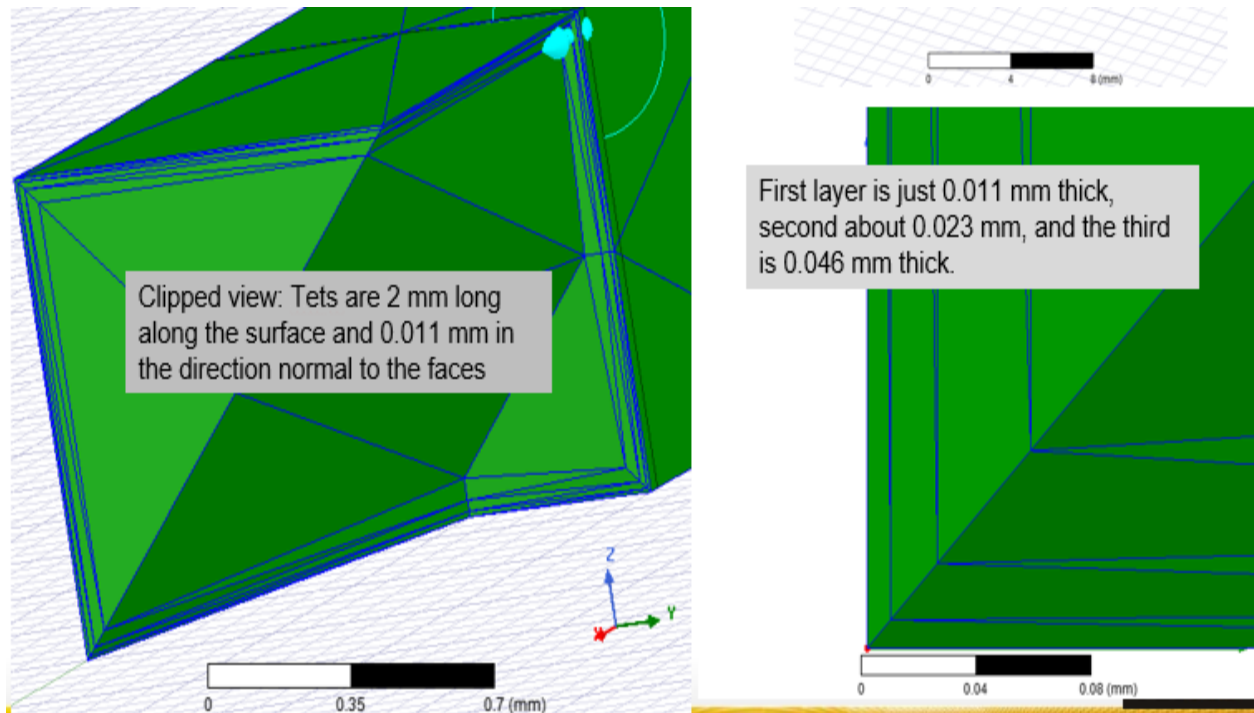 Clipped view: Tets are 2 mm long
along the surface and 0.011 mm in
the direction normal to the faces
Z
Y
X
0 0.35 0.7 (mm)
0 4 8 (mm)
First layer is just 0.011 mm thick,
second about 0.023 mm, and the third
is 0.046 mm thick.
0 0.04 0.08 (mm)